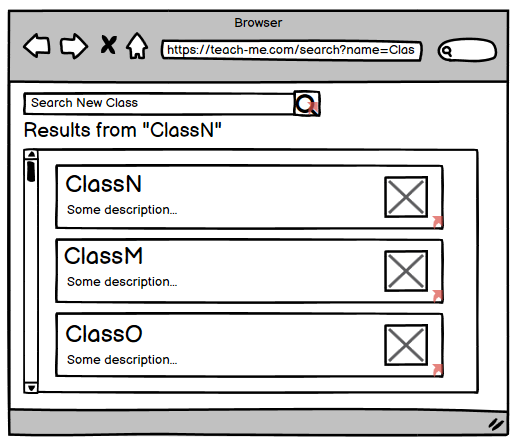 Browser
https://teach-me.com/search?name=Clas
Search New Class
Results from "ClassN"
ClassN
Some description...
ClassM
Some description...
ClassO
Some description...